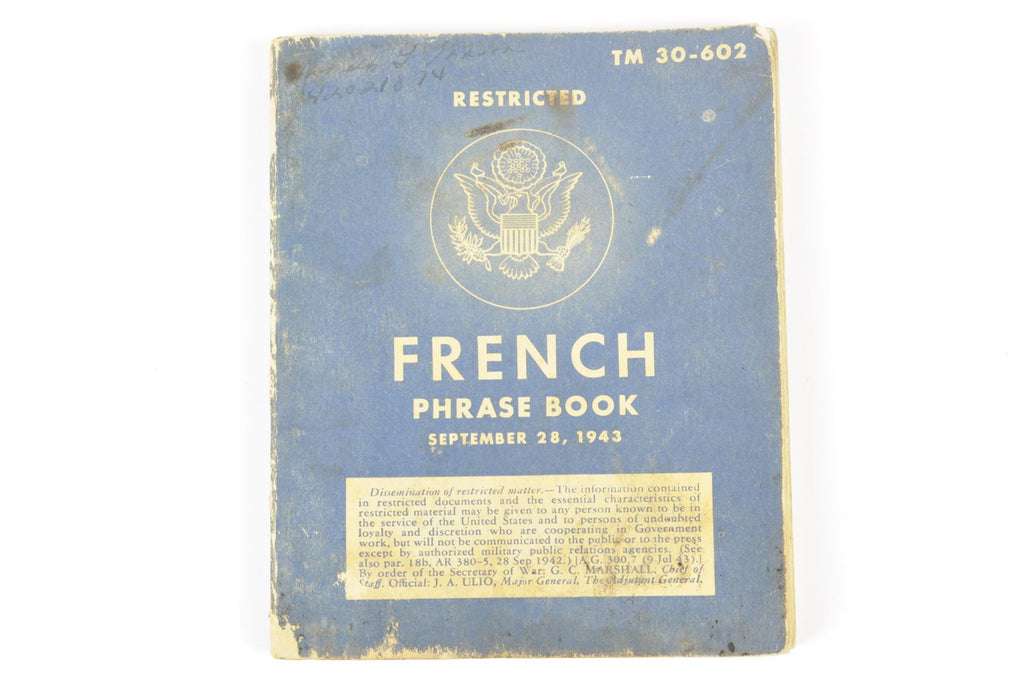 TM 30-602
RESTRICTED
FRENCH
PHRASE BOOK
SEPTEMBER 28, 1943
Dissemination of restricted matter.—The information contained
in restricted documents and the essential characteristics of
restricted material may be given to any person known to be in
the service of the United States and to persons of undoubted
loyalty and discretion who are cooperating in Government
work, but will not be communicated to the public or to the press
except by authorized military public relations agencies. (See
also par. 18b, AR 380-5, 28 Sep 1942.) [A.G. 300.7 (9 Jul 43).]
By order of the Secretary of War: G. C. MARSHALL, Chief of
Staff. Official: J. A. ULIO, Major General, The Adjutant General.